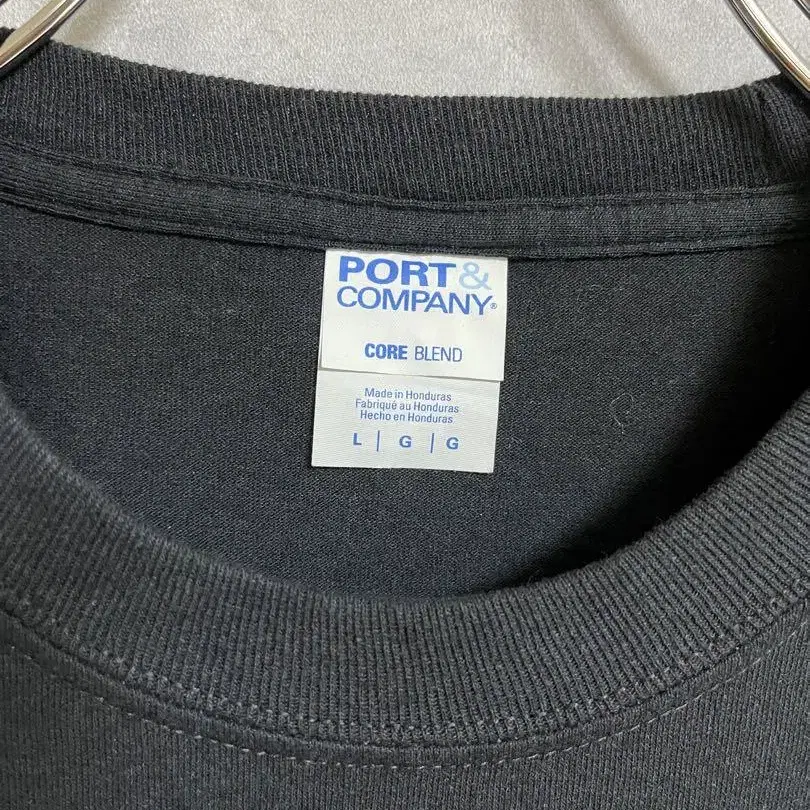 PORT&
COMPANY®
CORE BLEND
Made in Honduras
Fabriqué au Honduras
Hecho en Honduras
L | G | G